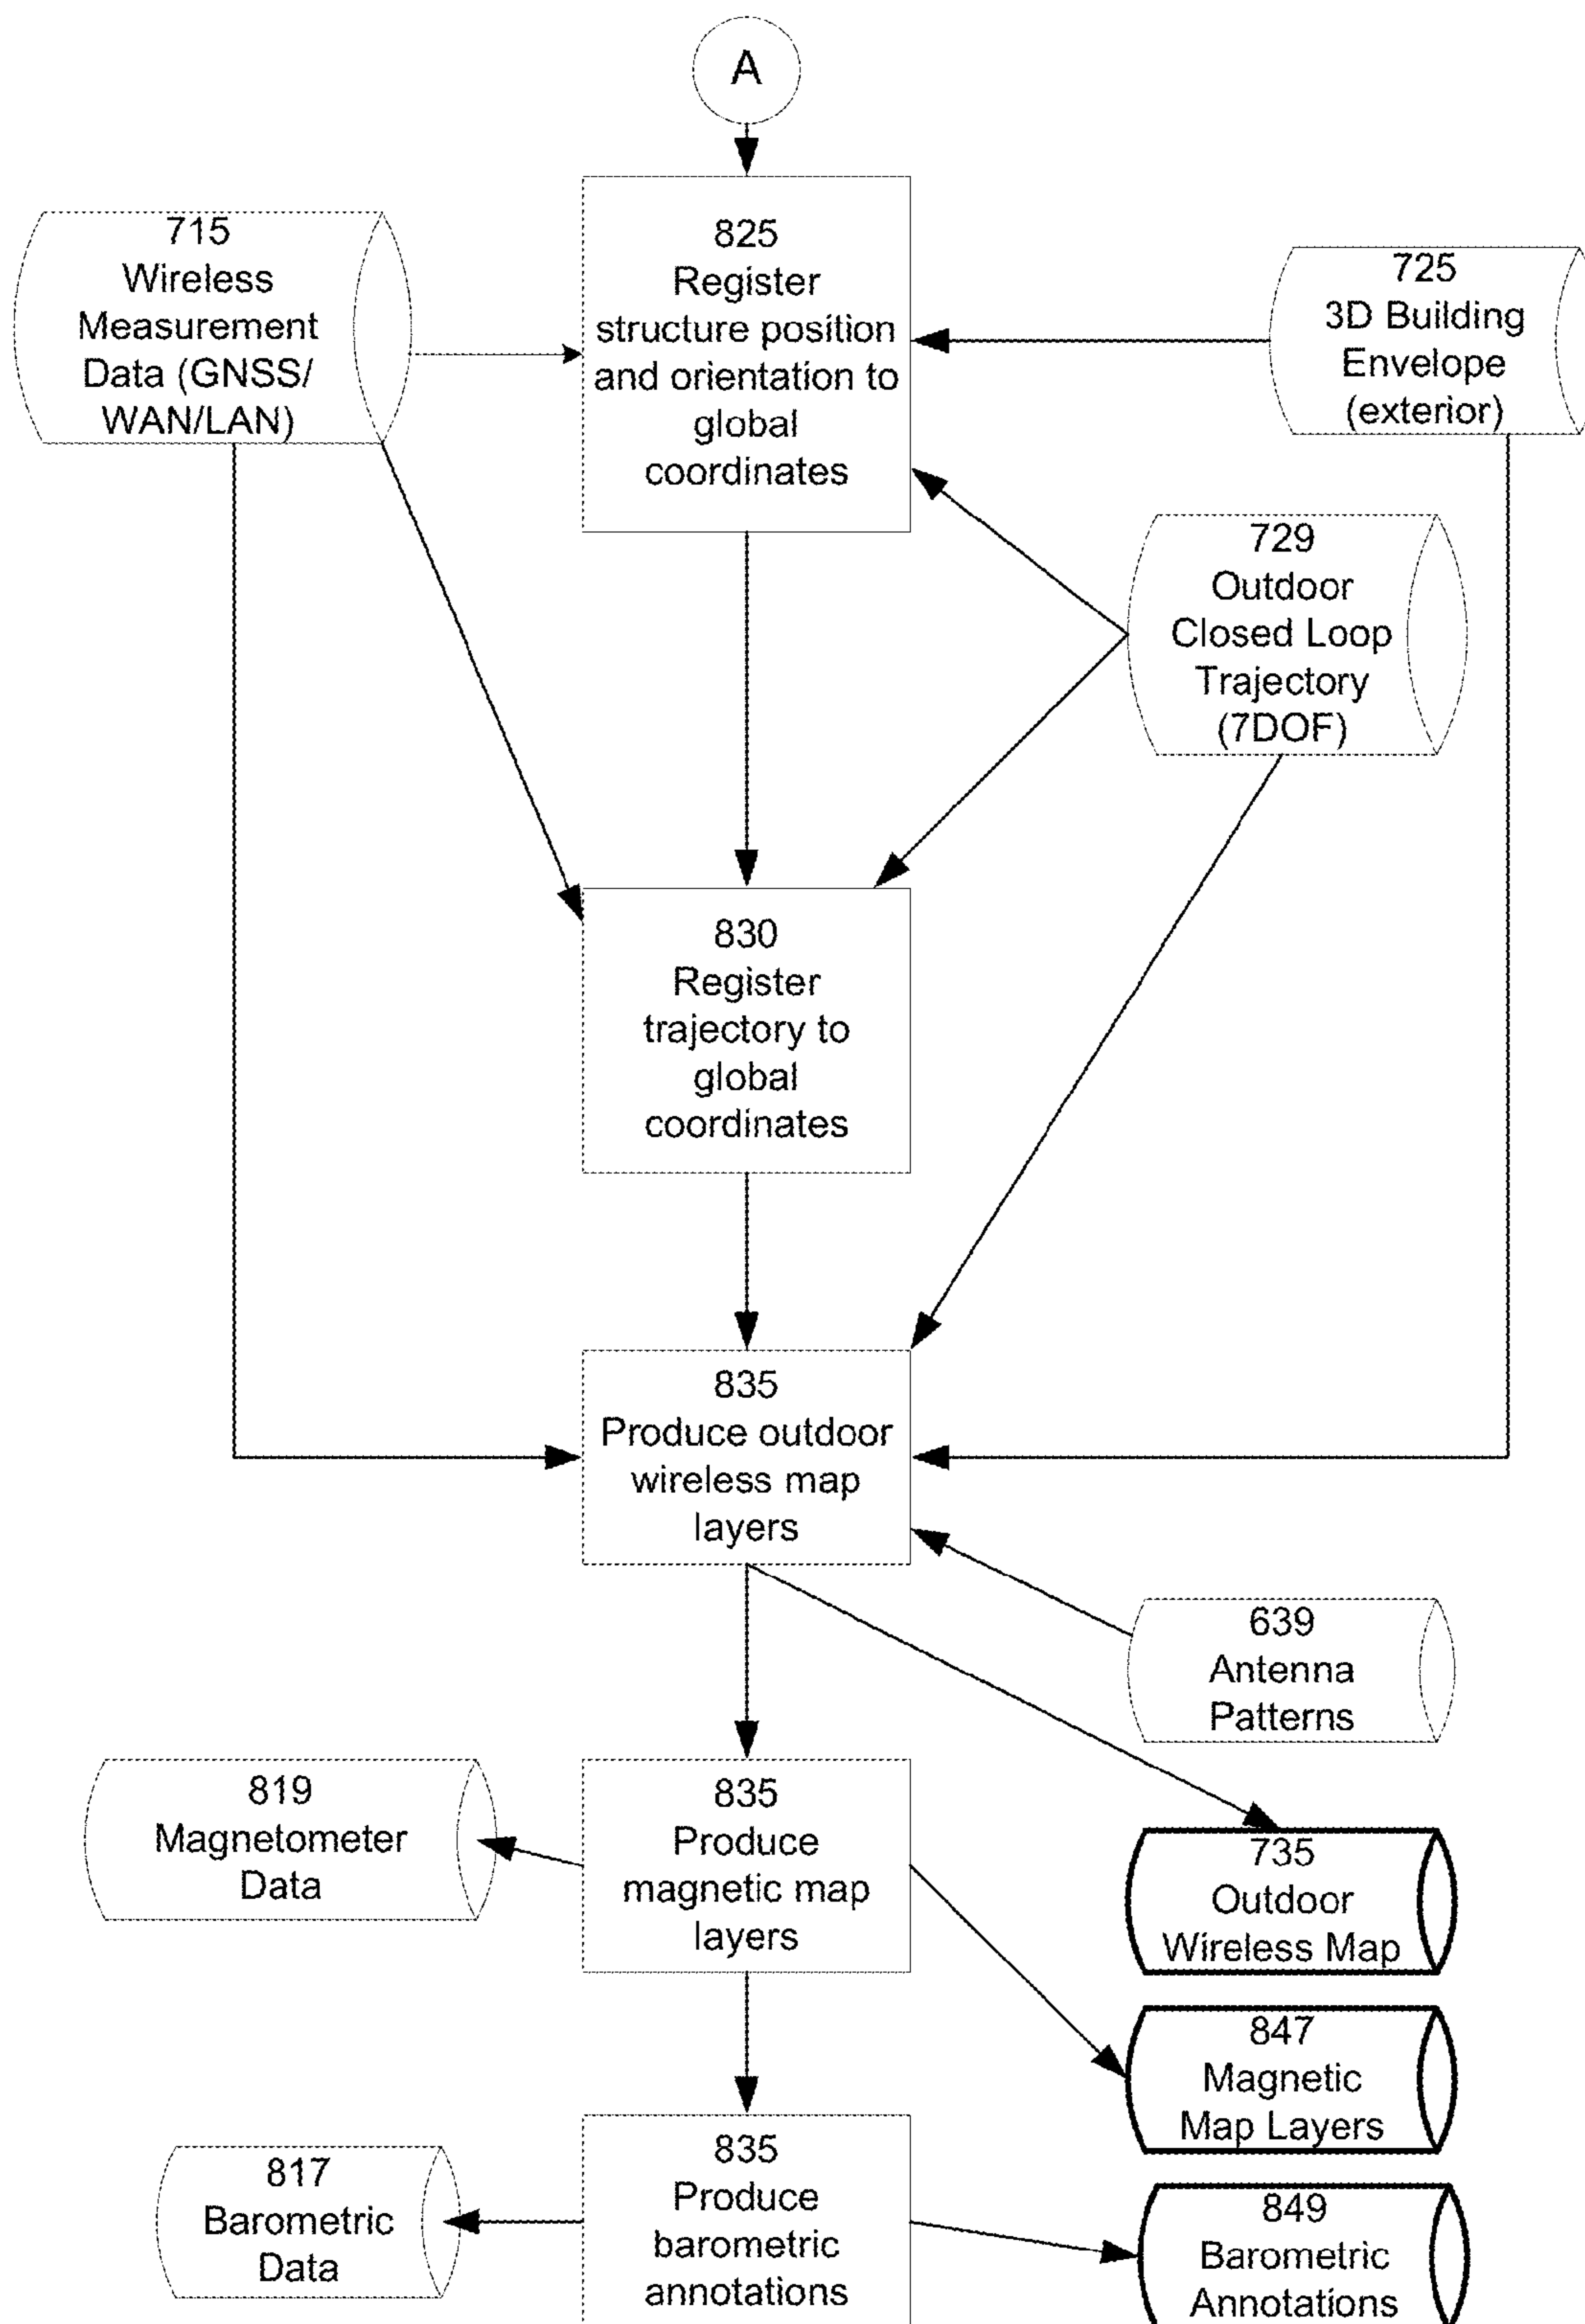 A
715
Wireless
Measurement
Data (GNSS/
WAN/LAN)
825
Register
structure position
and orientation to
global
coordinates
725
3D Building
Envelope
(exterior)
729
Outdoor
Closed Loop
Trajectory
(7DOF)
830
Register
trajectory to
global
coordinates
835
Produce outdoor
wireless map
layers
639
Antenna
Patterns
819
Magnetometer
Data
835
Produce
magnetic map
layers
735
Outdoor
Wireless Map
847
Magnetic
Map Layers
817
Barometric
Data
835
Produce
barometric
annotations
849
Barometric
Annotations